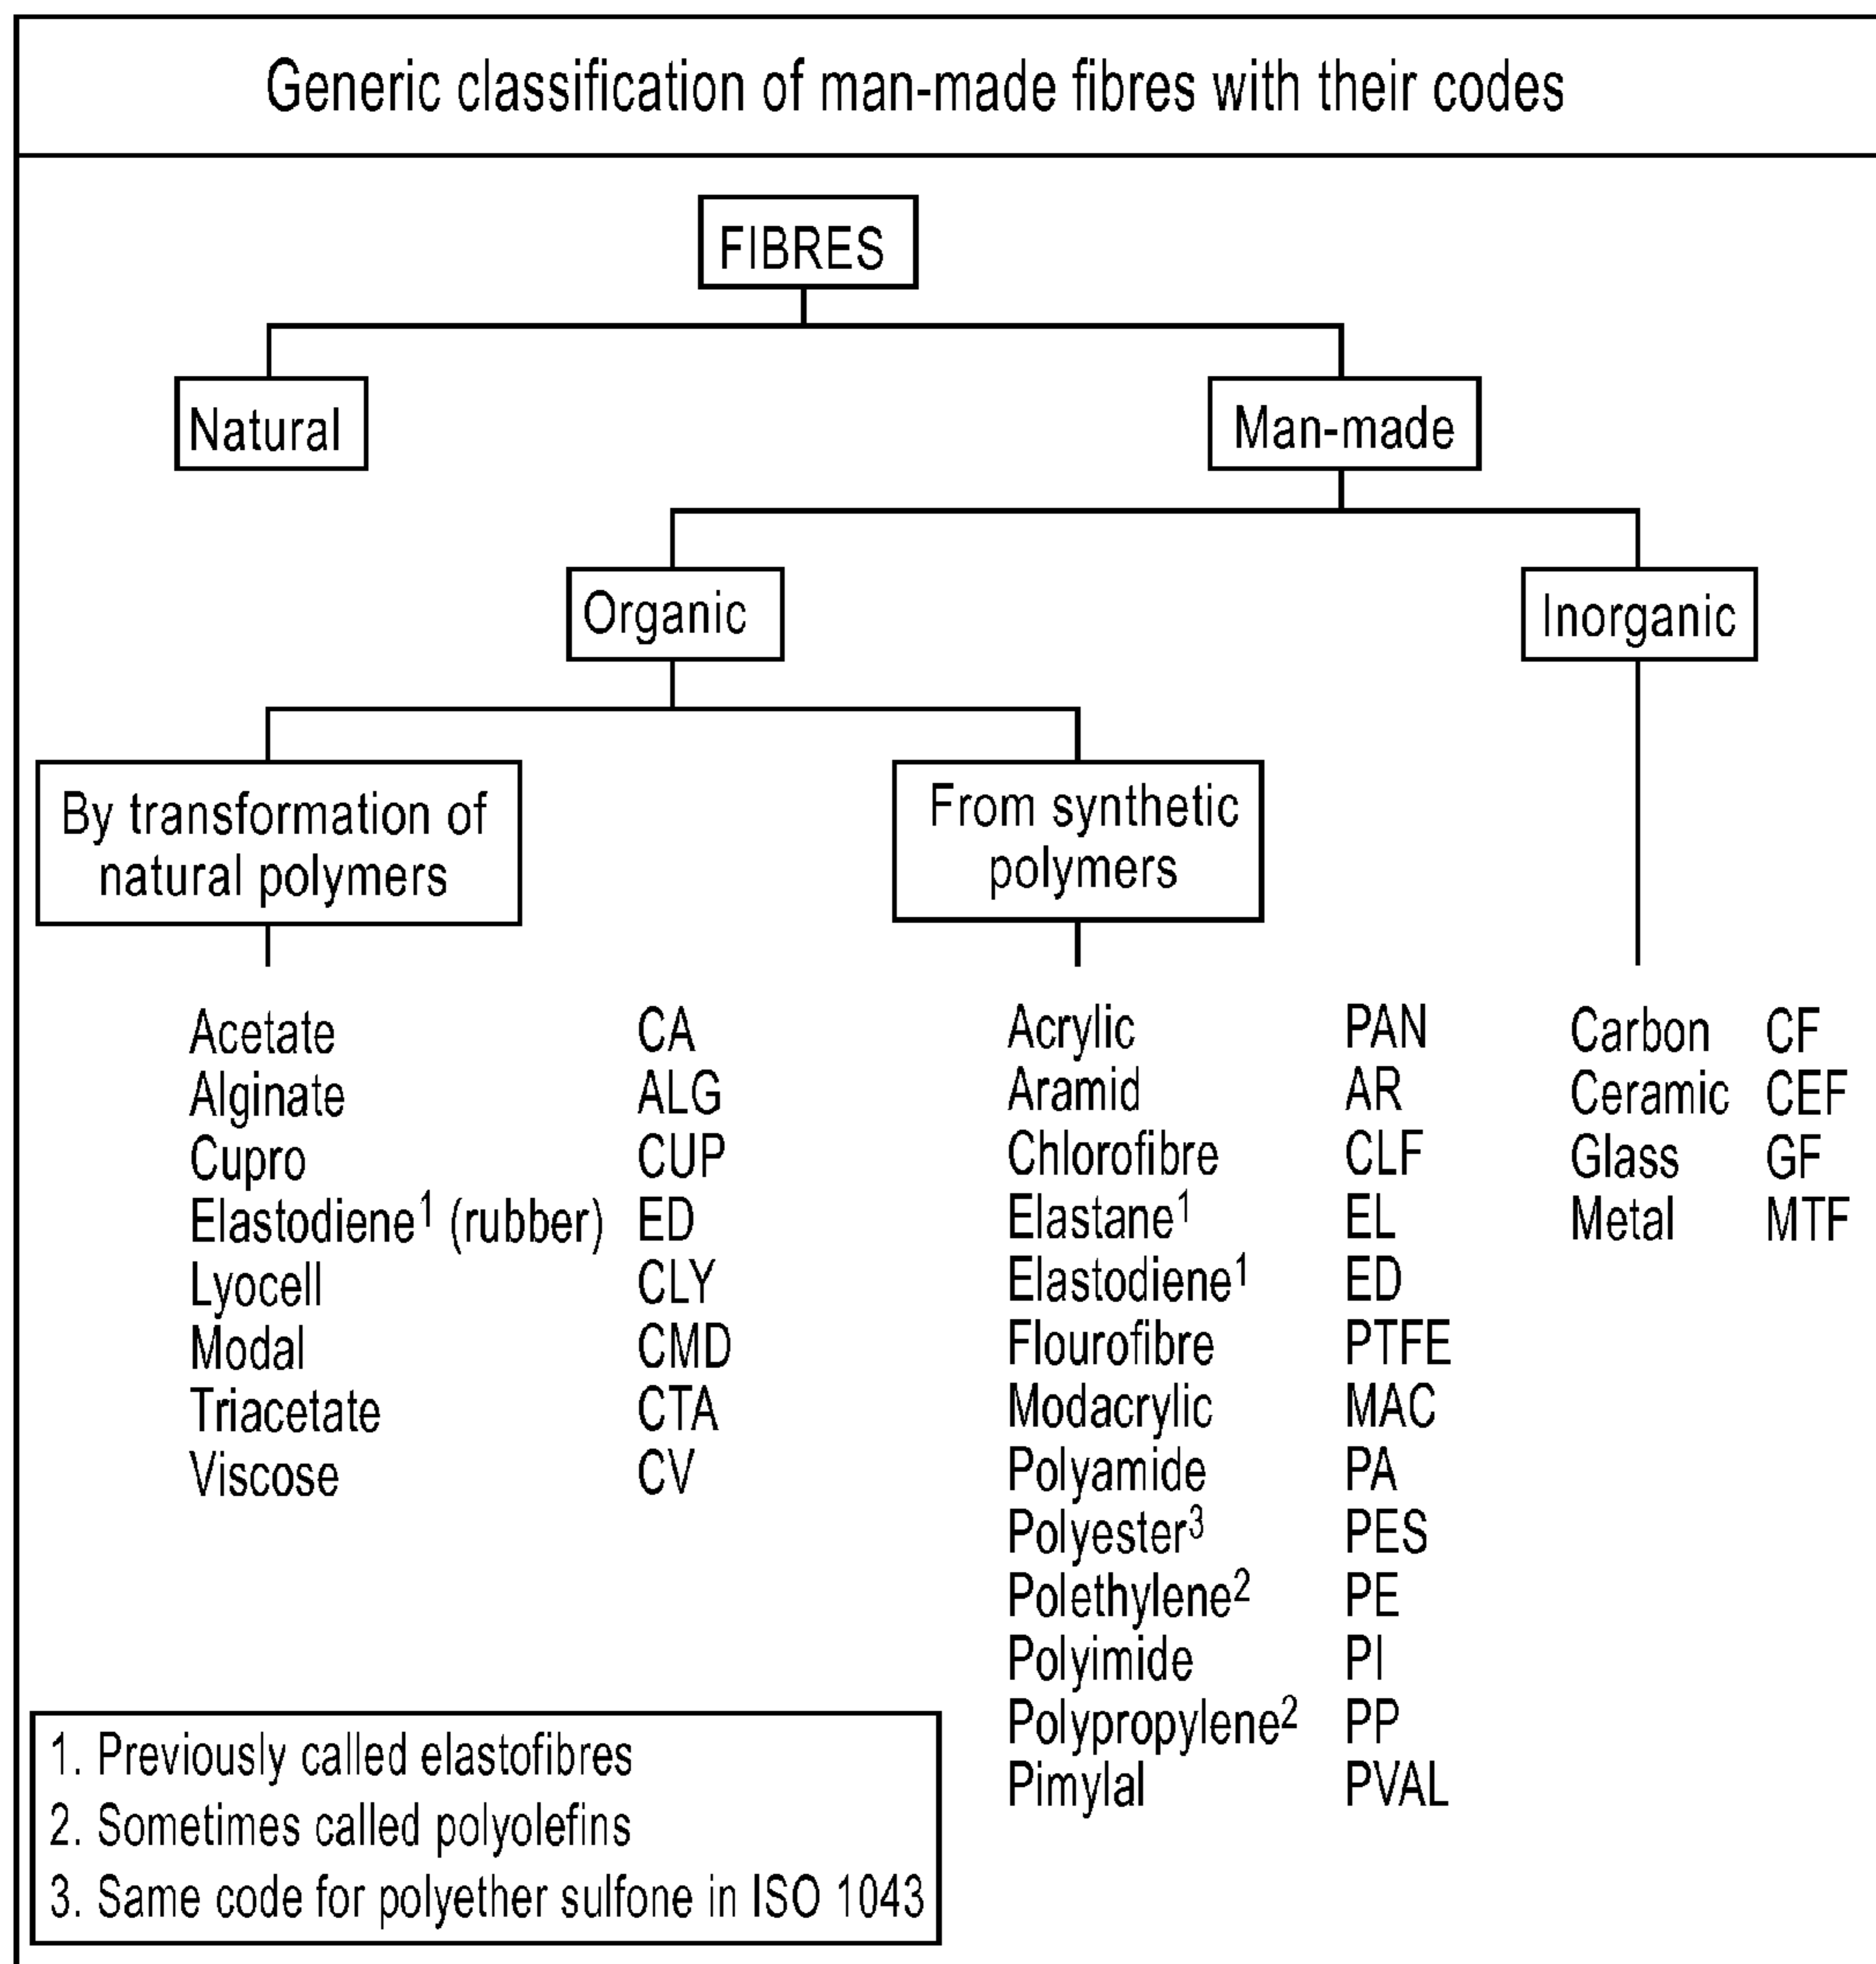 Generic classification of man-made fibres with their codes
FIBRES
Natural
Man-made
Organic
Inorganic
By transformation of
natural polymers
From synthetic
polymers
Acetate CA
Alginate ALG
Cupro CUP
Elastodiene¹ (rubber) ED
Lyocell CLY
Modal CMD
Triacetate CTA
Viscose CV
Acrylic PAN
Aramid AR
Chlorofibre CLF
Elastane¹ EL
Elastodiene¹ ED
Flourofibre PTFE
Modacrylic MAC
Polyamide PA
Polyester³ PES
Polethylene² PE
Polyimide PI
Polypropylene² PP
Pimylal PVAL
Carbon CF
Ceramic CEF
Glass GF
Metal MTF
1. Previously called elastofibres
2. Sometimes called polyolefins
3. Same code for polyether sulfone in ISO 1043